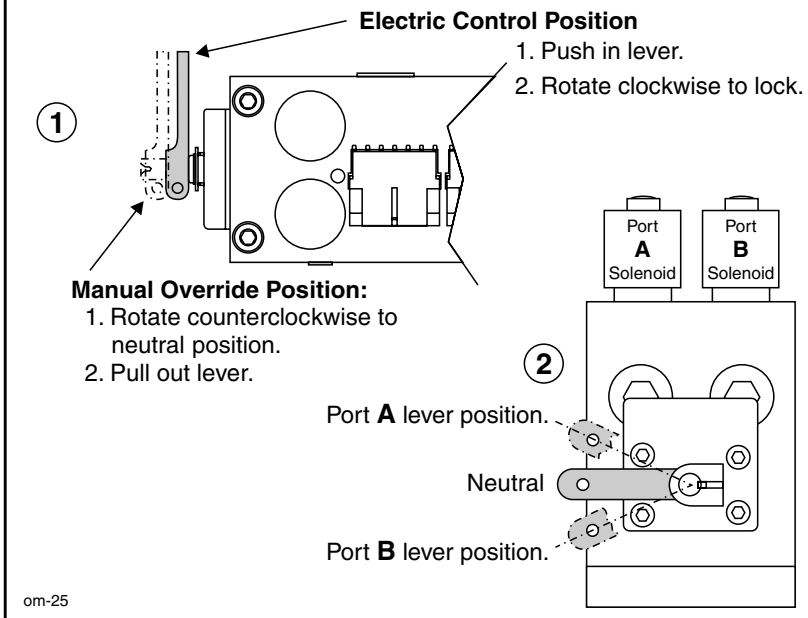 Electric Control Position
1. Push in lever.
2. Rotate clockwise to lock.
1
Manual Override Position:
1. Rotate counterclockwise to
neutral position.
2. Pull out lever.
Port
A
Solenoid
Port
B
Solenoid
2
Port A lever position.
Neutral
Port B lever position.
om-25